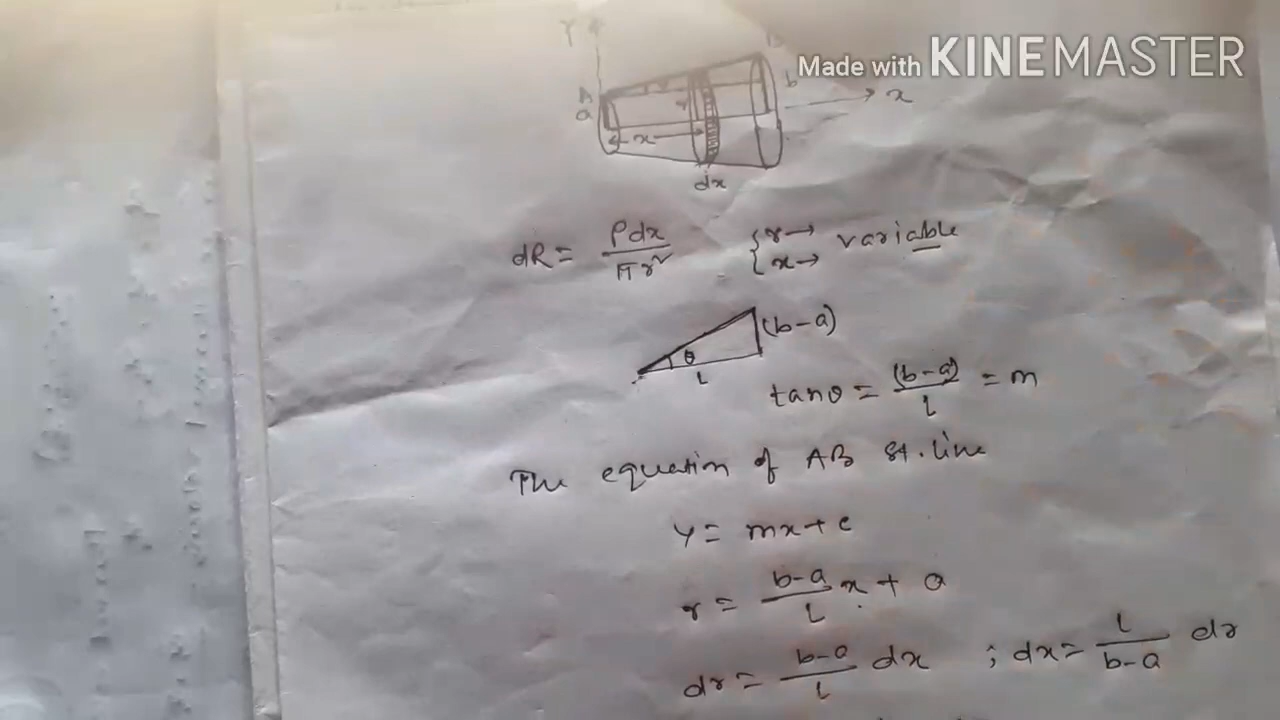 Made with KINEMASTER
Y
A
a
b
r
x
x
dx
dR = ρdx / πr² { r→ x→ variable
(b-a)
θ
L
tanθ = (b-a) / L = m
The equation of AB St. line
Y = mx + c
r = b-a / L x + a
dr = b-a / L dx ; dx = L / b-a dr